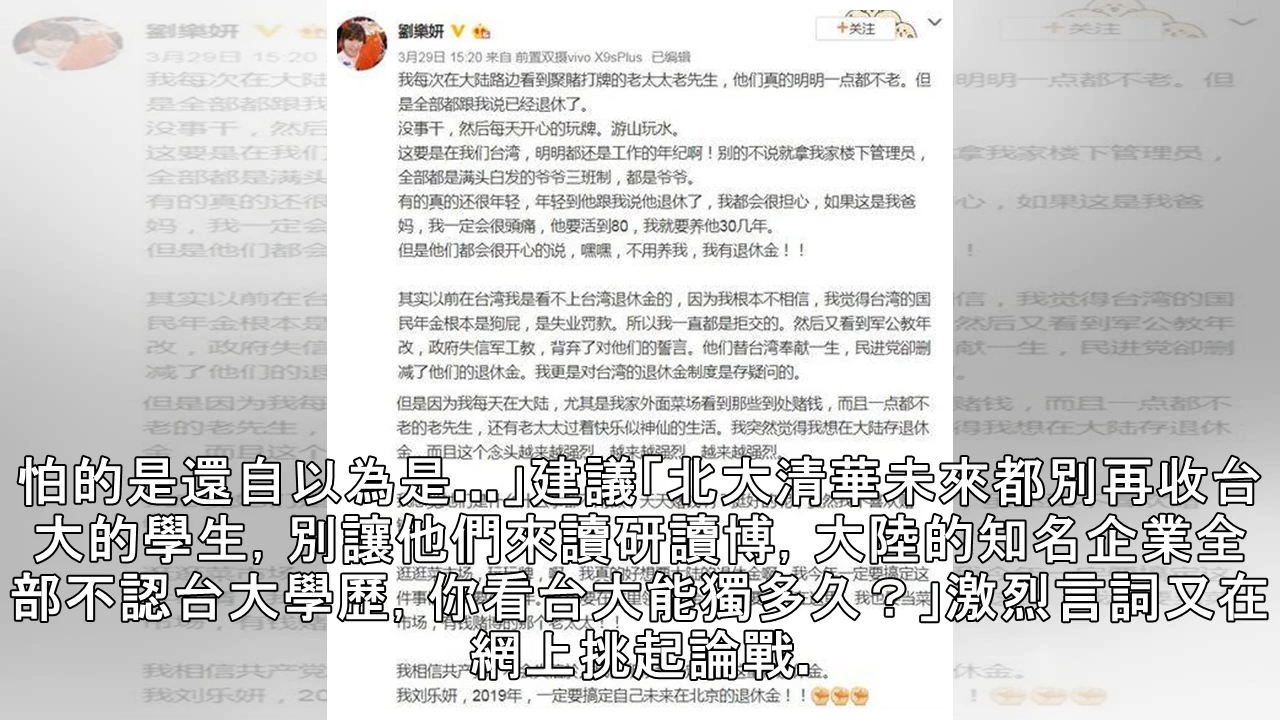 劉樂妍
+关注
3月29日 15:20 来自 前置双摄vivo X9sPlus 已编辑
我每次在大陆路边看到聚賭打牌的老太太老先生，他们真的明明一点都不老。但
是全部都跟我说已经退休了。
没事干，然后每天开心的玩牌。游山玩水。
这要是在我们台湾，明明都还是工作的年纪啊！别的不说就拿我家楼下管理员，
全部都是满头白发的爷爷三班制，都是爷爷。
有的真的还很年轻，年轻到他跟我说他退休了，我都会很担心，如果这是我爸
妈，我一定会很頭痛，他要活到80，我就要养他30几年。
但是他们都会很开心的说，嘿嘿，不用养我，我有退休金！！
其实以前在台湾我是看不上台湾退休金的，因为我根本不相信，我觉得台湾的国
民年金根本是狗屁，是失业罚款。所以我一直都是拒交的。然后又看到军公教年
改，政府失信军工教，背弃了对他们的誓言。他们替台湾奉献一生，民进党卻删
减了他们的退休金。我更是对台湾的退休金制度是存疑问的。
但是因为我每天在大陆，尤其是我家外面菜场看到那些到处赌钱，而且一点都不
老的老先生，还有老太太过着快乐似神仙的生活。我突然觉得我想在大陆存退休
金，而且这个念头越来越强烈，越来越强烈，越来越强烈。
怕的是還自以為是...」建議「北大清華未來都別再收台
大的學生, 別讓他們來讀研讀博, 大陸的知名企業全
部不認台大學歷, 你看台大能獨多久？」激烈言詞又在
網上挑起論戰.
市场，有钱赌博的那个老太太！！
我相信共产
休金。
我刘乐妍，2019年，一定要搞定自己未来在北京的退休金！！